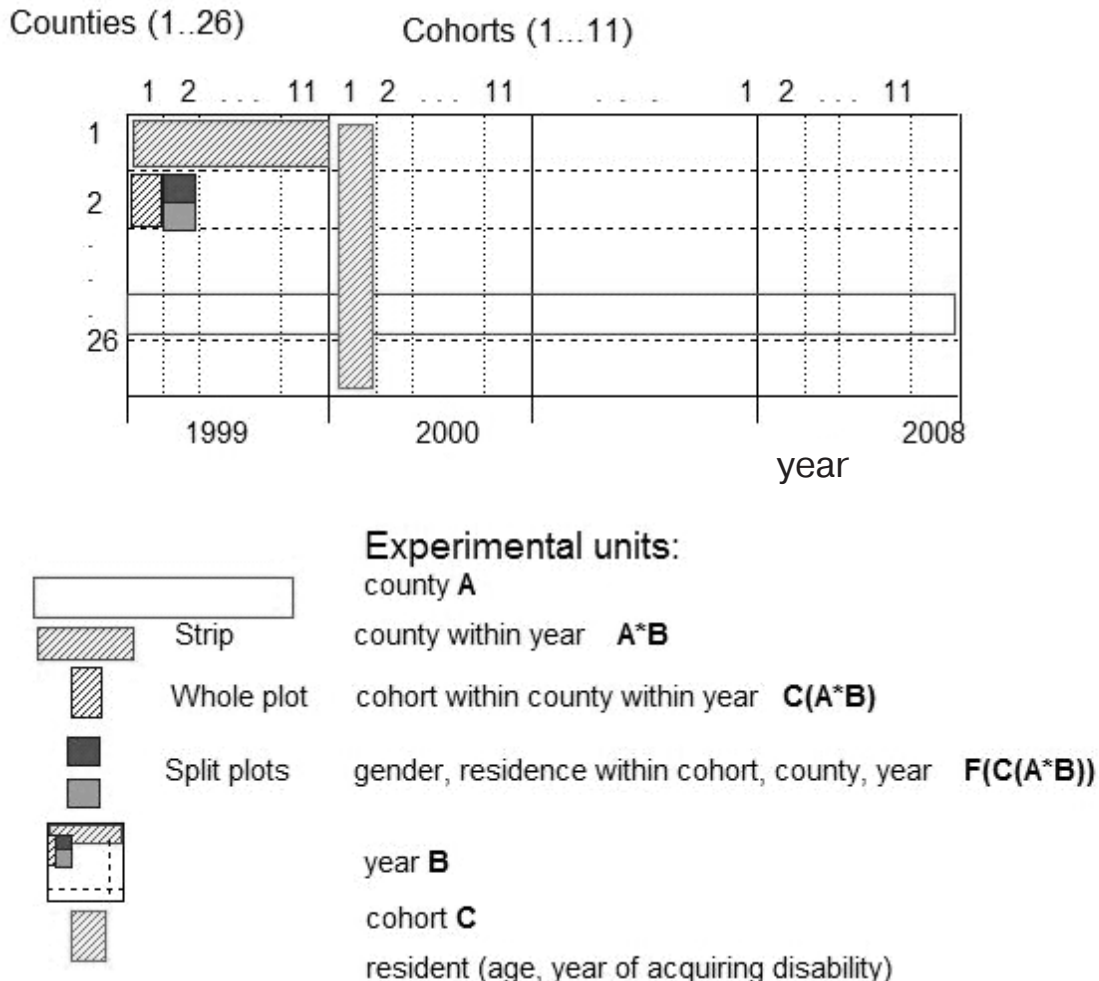 Counties (1..26)
Cohorts (1...11)
1 2 . . . 11 1 2 . . . 11 . . . . 1 2 . . . 11
1
2
.
.
.
26
1999 2000 2008
year
Experimental units:
county A
Strip county within year A*B
Whole plot cohort within county within year C(A*B)
Split plots gender, residence within cohort, county, year F(C(A*B))
year B
cohort C
resident (age, year of acquiring disability)